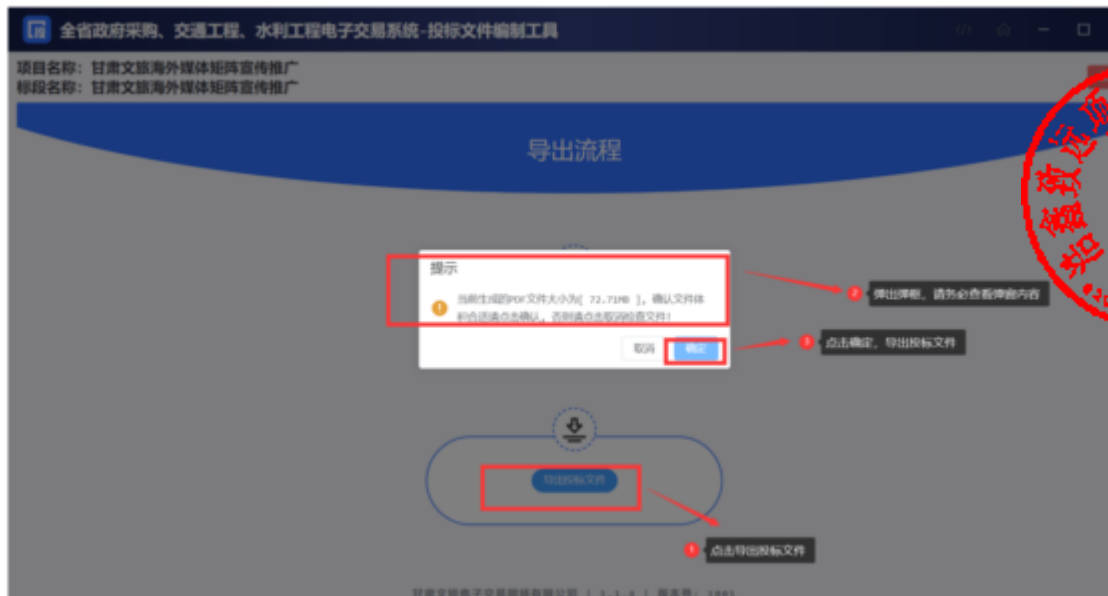 全省政府采购、交通工程、水利工程电子交易系统-投标文件编制工具
项目名称：甘肃文旅海外媒体矩阵宣传推广
标段名称：甘肃文旅海外媒体矩阵宣传推广
导出流程
提示
当前生成的PDF文件大小为[ 72.71MB ]，确认文件体
积合适请点击确认，否则请点击取消检查文件！
取消
确定
2 弹出弹框，请务必查看弹窗内容
3 点击确定，导出投标文件
导出投标文件
1 点击导出投标文件